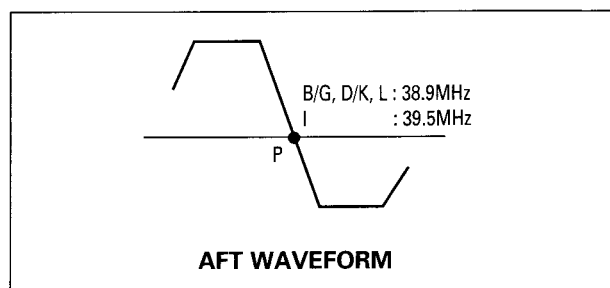 B/G, D/K, L : 38.9MHz
I : 39.5MHz
P
AFT WAVEFORM